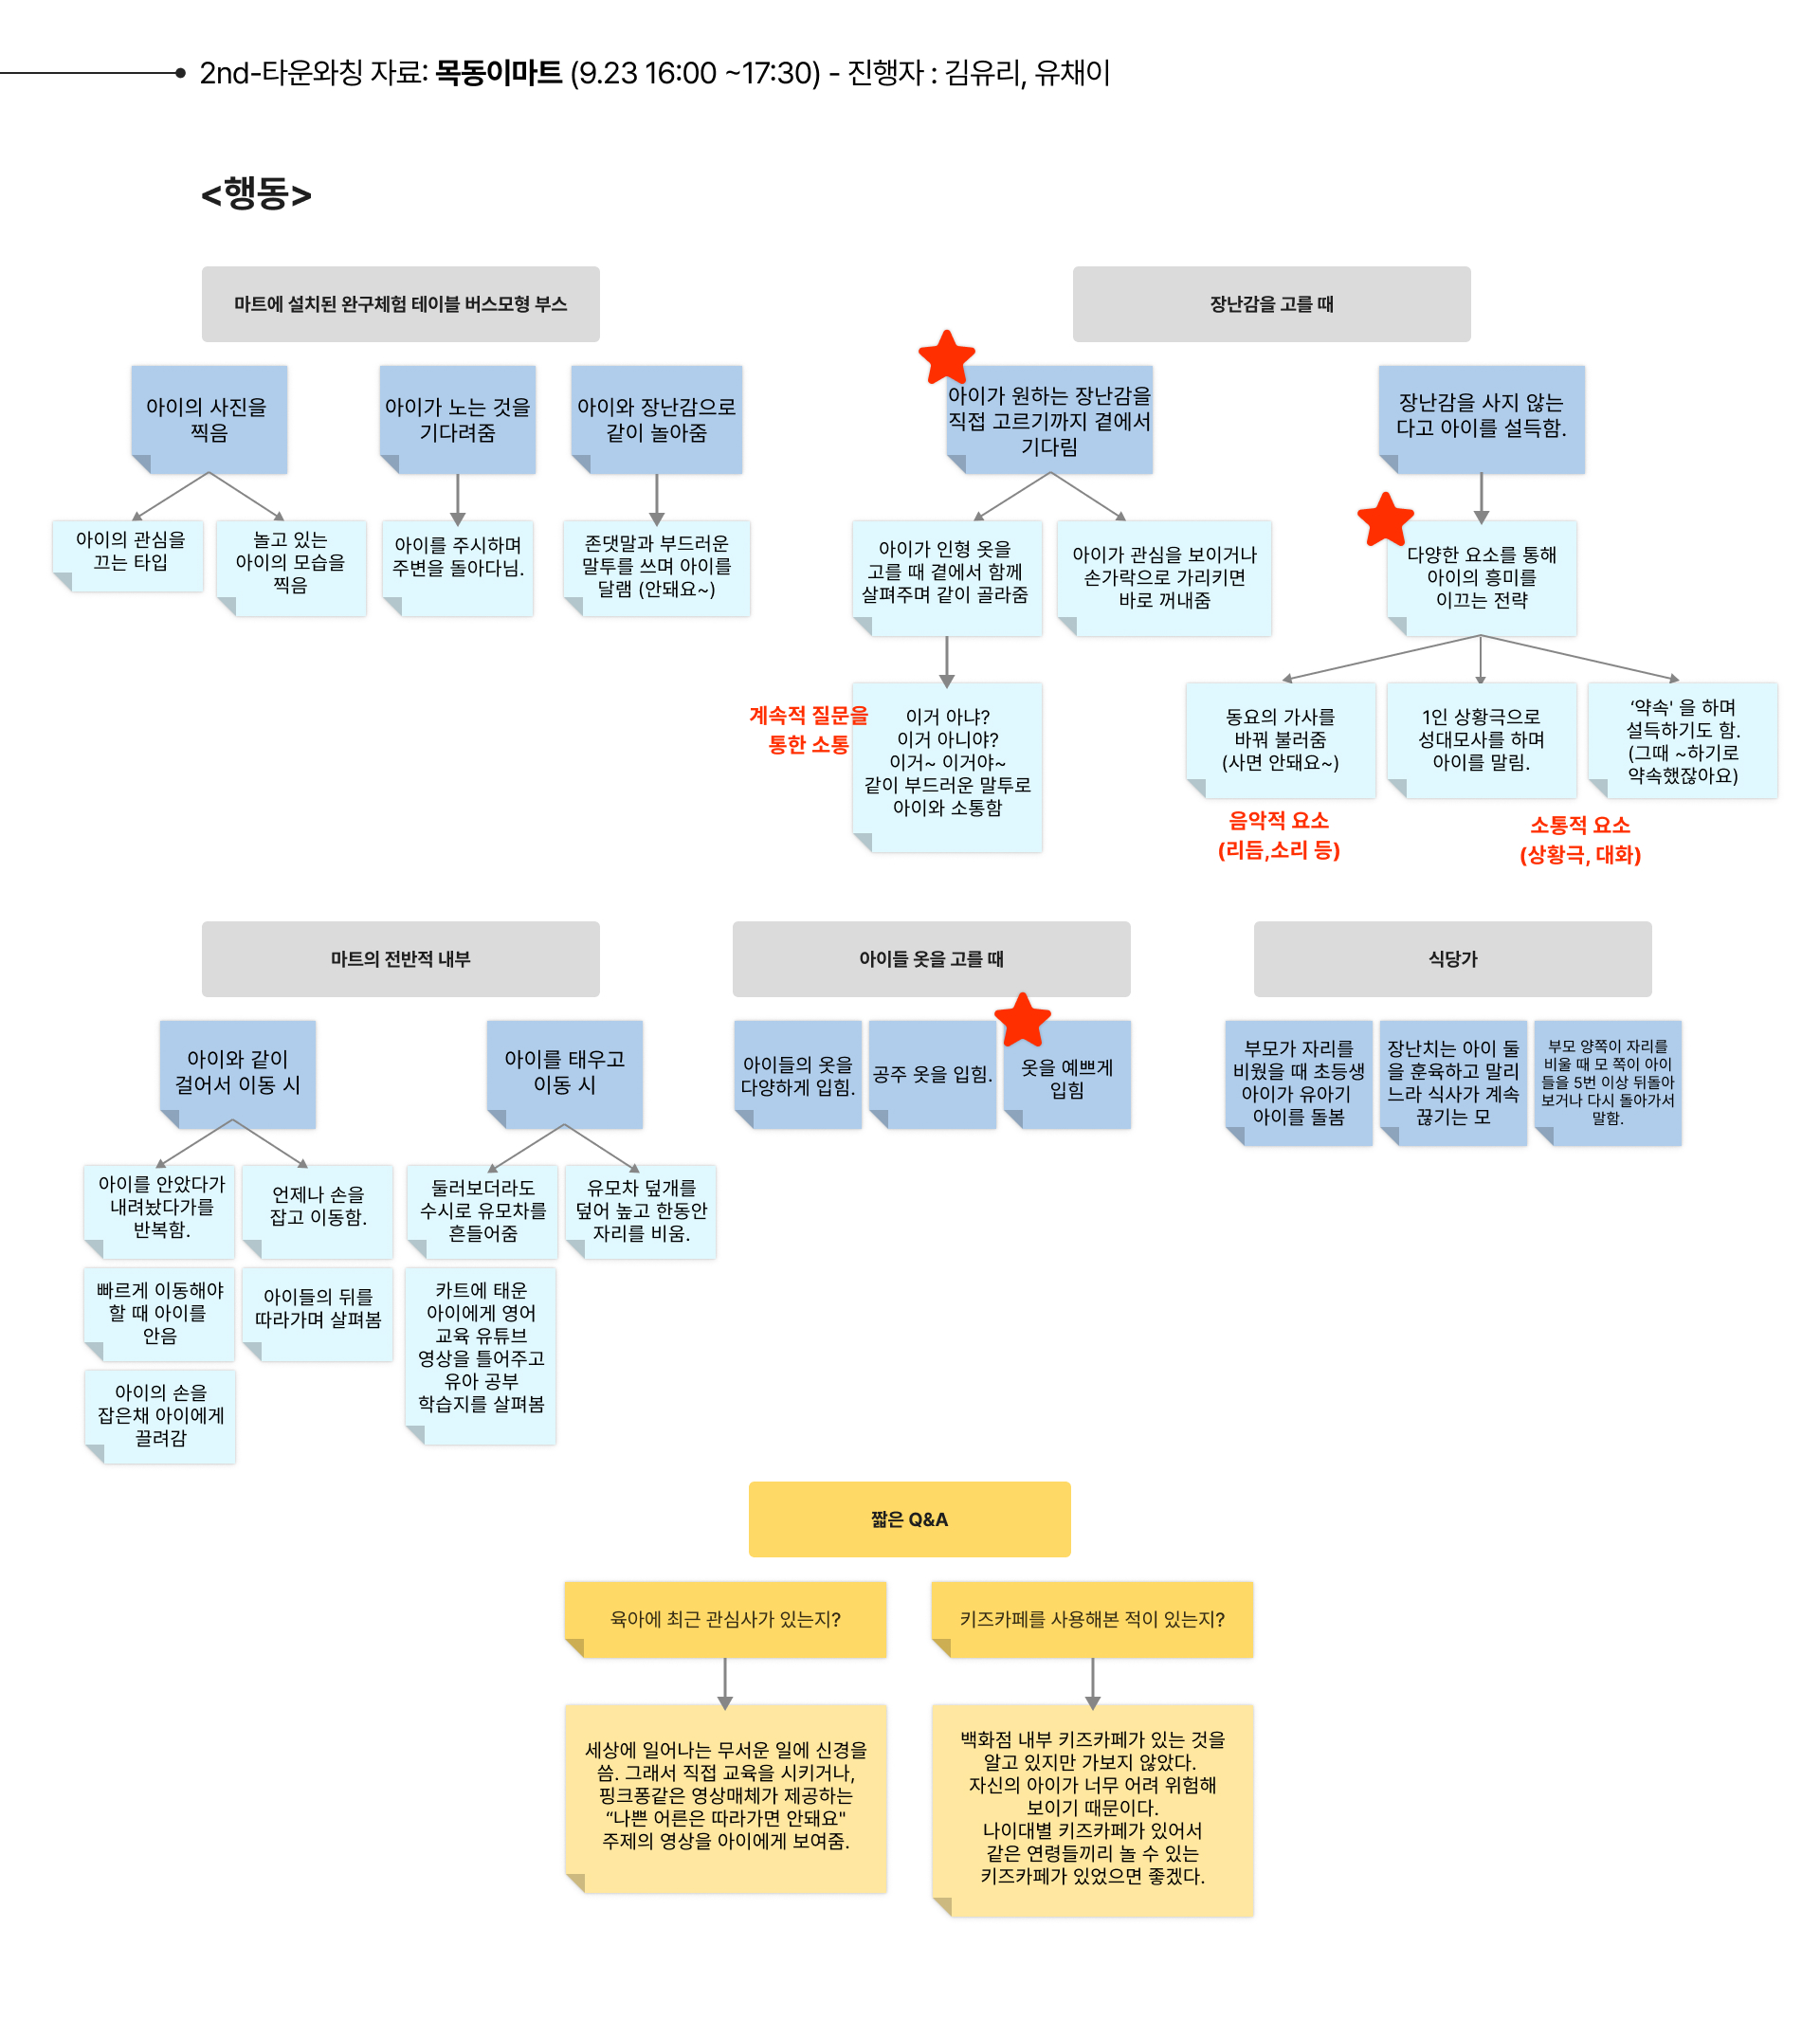 2nd-타운와칭 자료: 목동이마트 (9.23 16:00 ~17:30) - 진행자 : 김유리, 유채이
<행동>
마트에 설치된 완구체험 테이블 버스모형 부스
아이의 사진을
찍음
아이가 노는 것을
기다려줌
아이와 장난감으로
같이 놀아줌
아이의 관심을
끄는 타입
놀고 있는
아이의 모습을
찍음
아이를 주시하며
주변을 돌아다님.
존댓말과 부드러운
말투를 쓰며 아이를
달램 (안돼요~)
장난감을 고를 때
아이가 원하는 장난감을
직접 고르기까지 곁에서
기다림
장난감을 사지 않는
다고 아이를 설득함.
아이가 인형 옷을
고를 때 곁에서 함께
살펴주며 같이 골라줌
아이가 관심을 보이거나
손가락으로 가리키면
바로 꺼내줌
다양한 요소를 통해
아이의 흥미를
이끄는 전략
계속적 질문을
통한 소통
이거 아냐?
이거 아니야?
이거~ 이거야~
같이 부드러운 말투로
아이와 소통함
동요의 가사를
바꿔 불러줌
(사면 안돼요~)
1인 상황극으로
성대모사를 하며
아이를 말림.
‘약속' 을 하며
설득하기도 함.
(그때 ~하기로
약속했잖아요)
음악적 요소
(리듬,소리 등)
소통적 요소
(상황극, 대화)
마트의 전반적 내부
아이와 같이
걸어서 이동 시
아이를 태우고
이동 시
아이를 안았다가
내려놨다가를
반복함.
언제나 손을
잡고 이동함.
둘러보더라도
수시로 유모차를
흔들어줌
유모차 덮개를
덮어 높고 한동안
자리를 비움.
빠르게 이동해야
할 때 아이를
안음
아이들의 뒤를
따라가며 살펴봄
카트에 태운
아이에게 영어
교육 유튜브
영상을 틀어주고
유아 공부
학습지를 살펴봄
아이의 손을
잡은채 아이에게
끌려감
아이들 옷을 고를 때
아이들의 옷을
다양하게 입힘.
공주 옷을 입힘.
옷을 예쁘게
입힘
식당가
부모가 자리를
비웠을 때 초등생
아이가 유아기
아이를 돌봄
장난치는 아이 둘
을 훈육하고 말리
느라 식사가 계속
끊기는 모
부모 양쪽이 자리를
비울 때 모 쪽이 아이
들을 5번 이상 뒤돌아
보거나 다시 돌아가서
말함.
짧은 Q&A
육아에 최근 관심사가 있는지?
키즈카페를 사용해본 적이 있는지?
세상에 일어나는 무서운 일에 신경을
씀. 그래서 직접 교육을 시키거나,
핑크퐁같은 영상매체가 제공하는
“나쁜 어른은 따라가면 안돼요"
주제의 영상을 아이에게 보여줌.
백화점 내부 키즈카페가 있는 것을
알고 있지만 가보지 않았다.
자신의 아이가 너무 어려 위험해
보이기 때문이다.
나이대별 키즈카페가 있어서
같은 연령들끼리 놀 수 있는
키즈카페가 있었으면 좋겠다.